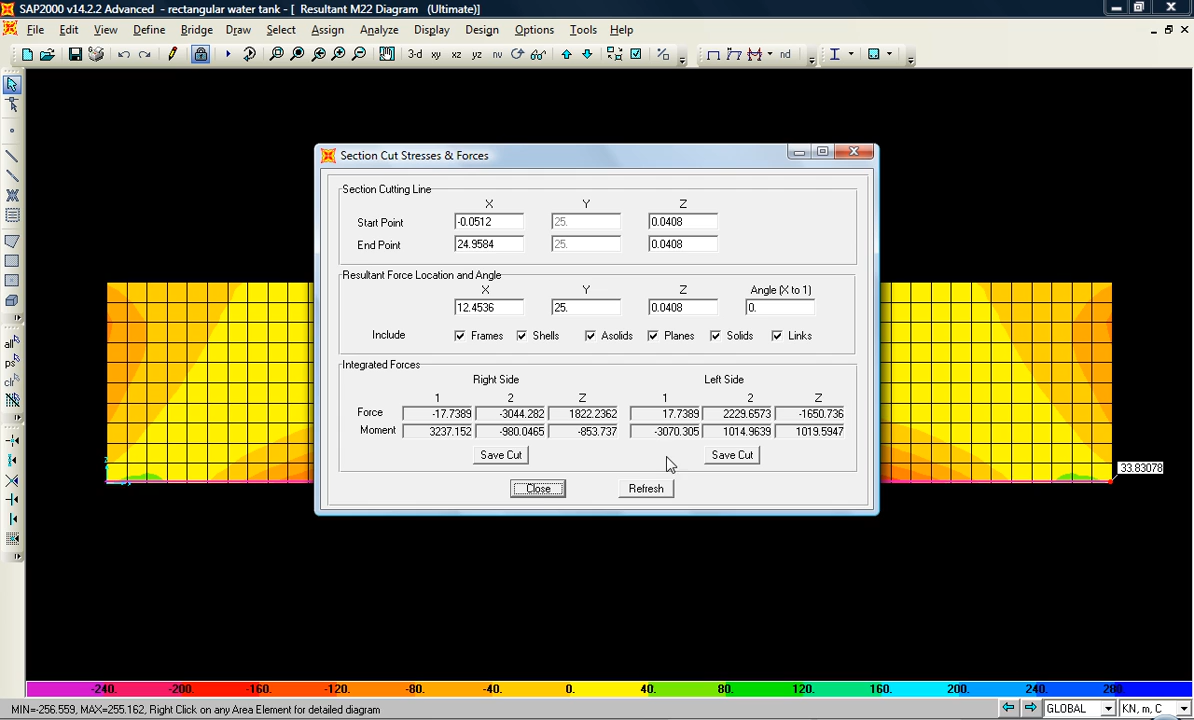 SAP2000 v14.2.2 Advanced - rectangular water tank - [ Resultant M22 Diagram (Ultimate)]
File Edit View Define Bridge Draw Select Assign Analyze Display Design Options Tools Help
3-d xy xz yz nv nd
all
ps
clr
Section Cut Stresses & Forces
Section Cutting Line
X Y Z
Start Point -0.0512 25. 0.0408
End Point 24.9584 25. 0.0408
Resultant Force Location and Angle
X Y Z Angle (X to 1)
12.4536 25. 0.0408 0.
Include Frames Shells Asolids Planes Solids Links
Integrated Forces
Right Side Left Side
1 2 Z 1 2 Z
Force -17.7389 -3044.282 1822.2362 17.7389 2229.6573 -1650.736
Moment 3237.152 -980.0465 -853.737 -3070.305 1014.9639 1019.5947
Save Cut Save Cut
Close Refresh
33.83078
-240. -200. -160. -120. -80. -40. 0. 40. 80. 120. 160. 200. 240. 280.
MIN=-256.559, MAX=255.162, Right Click on any Area Element for detailed diagram GLOBAL KN, m, C